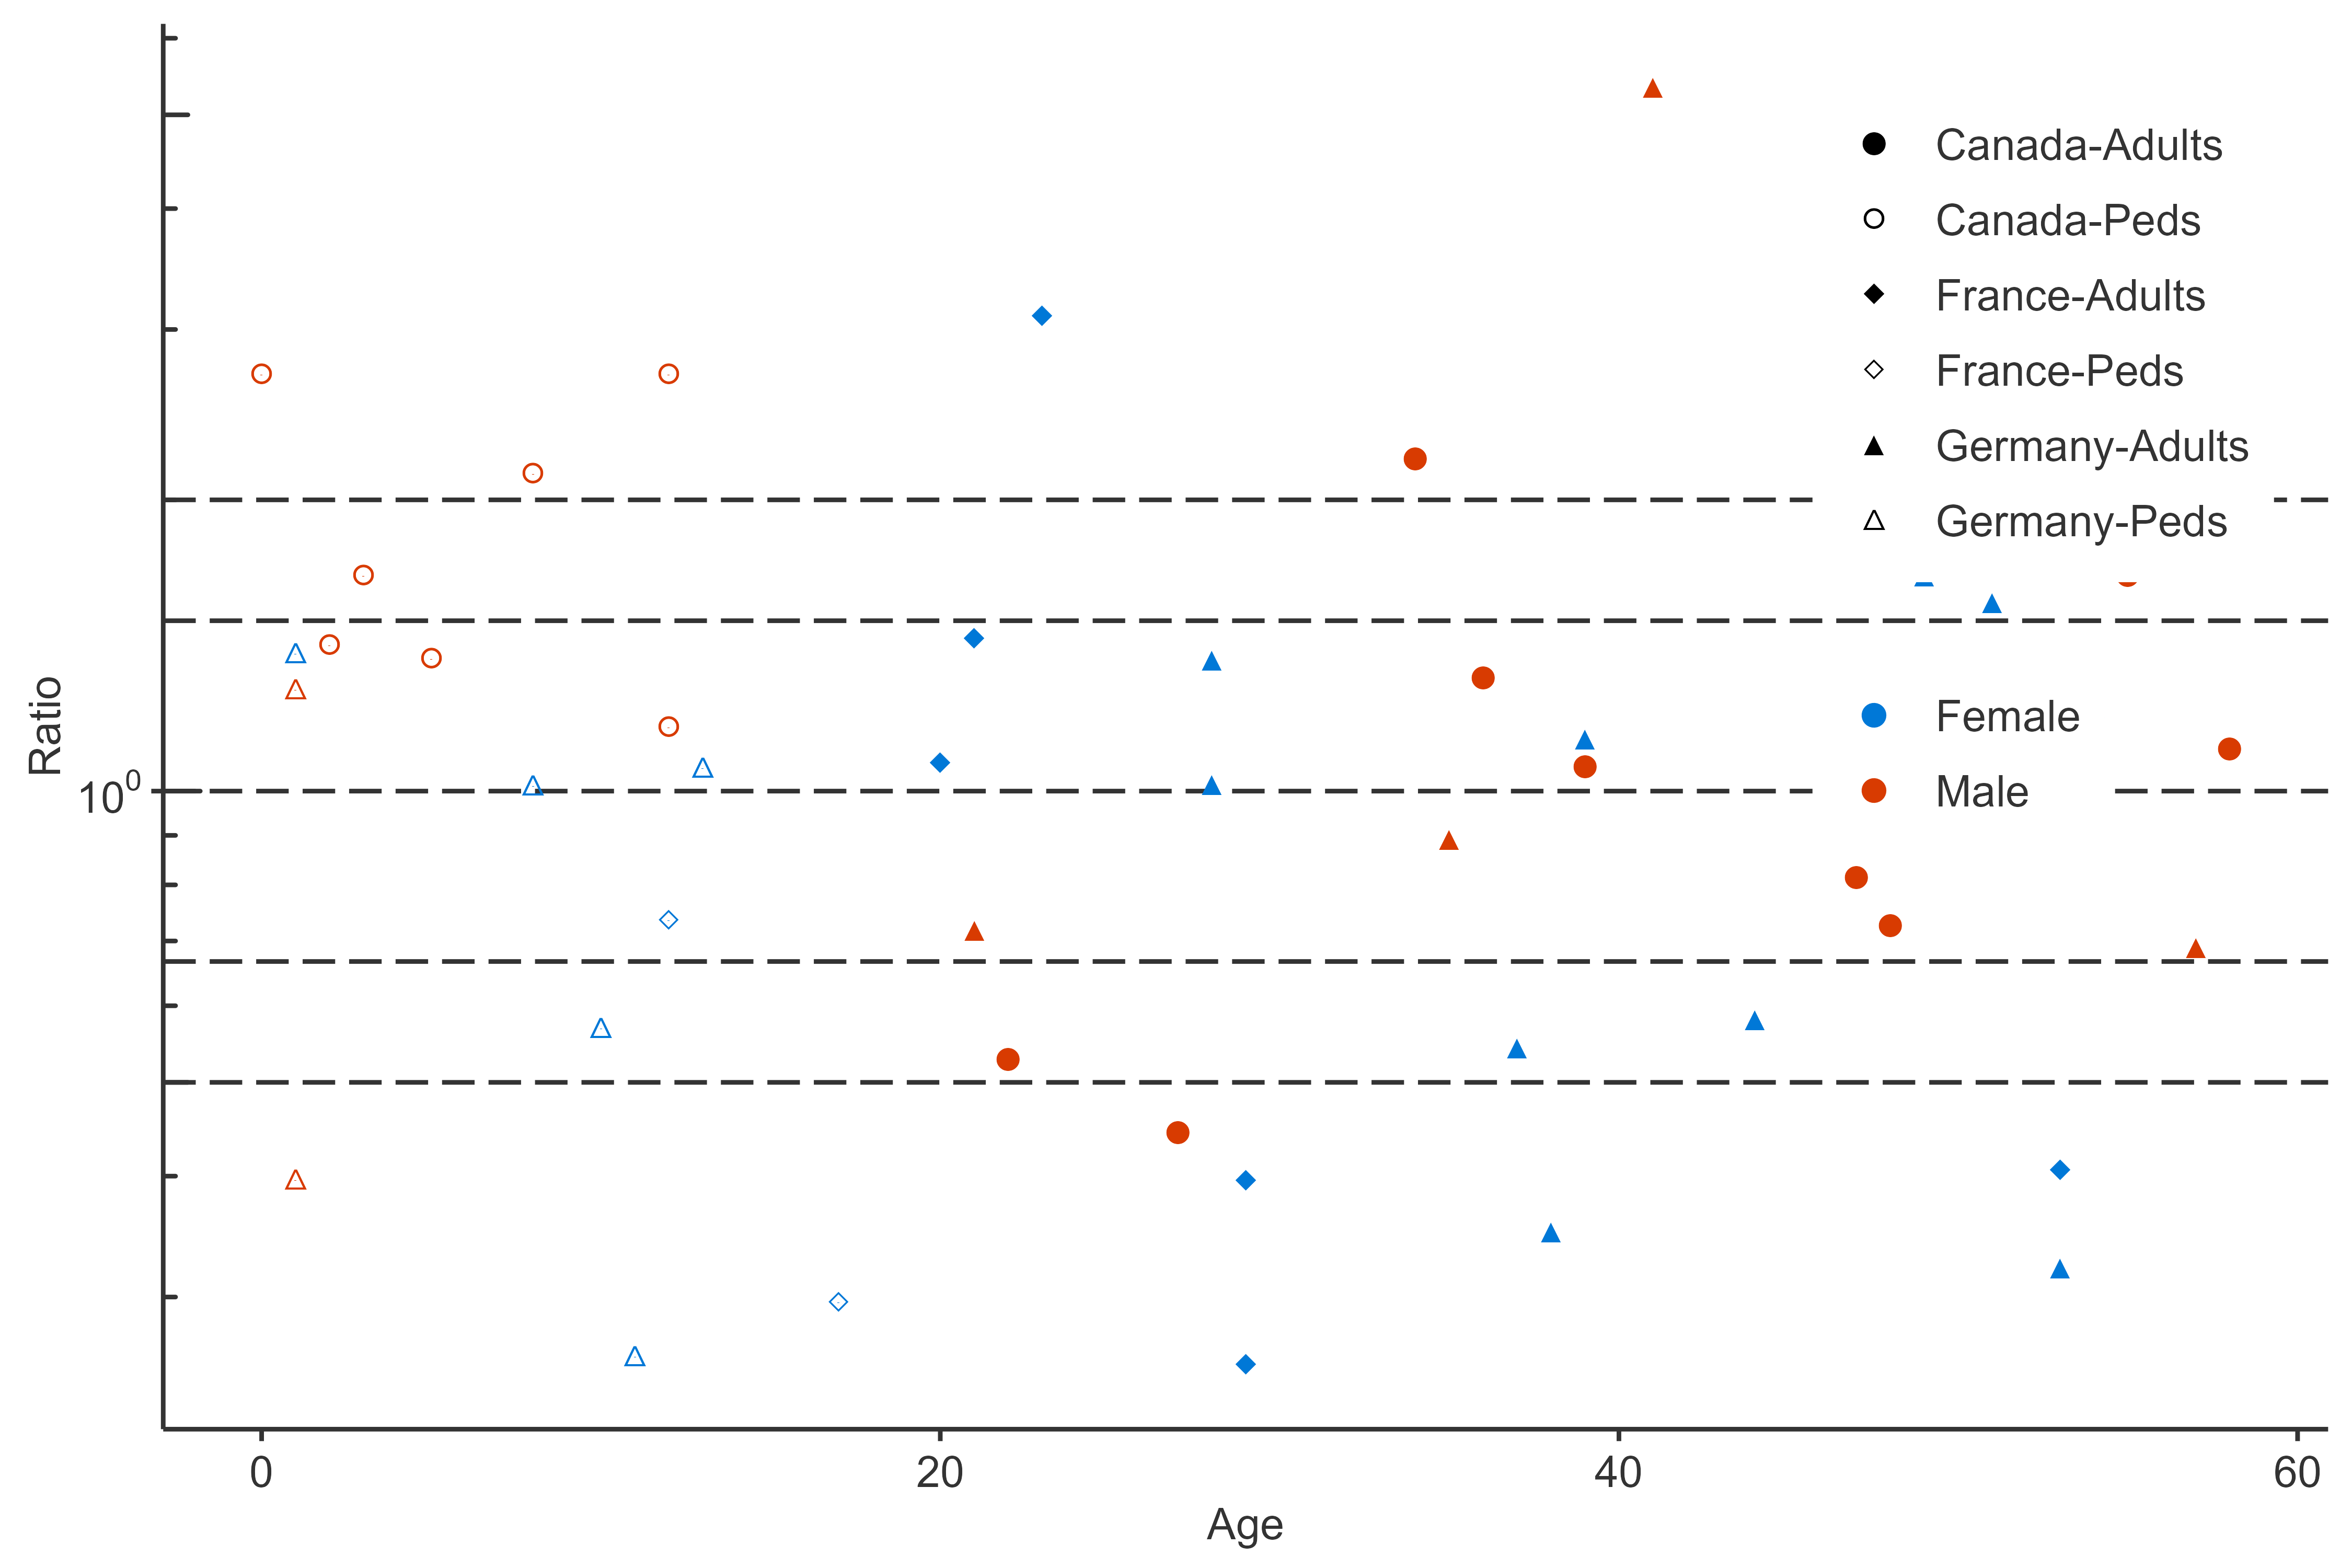 Canada-Adults
Canada-Peds
France-Adults
France-Peds
Germany-Adults
Germany-Peds
Female
Male
Ratio
10⁰
0
20
40
60
Age